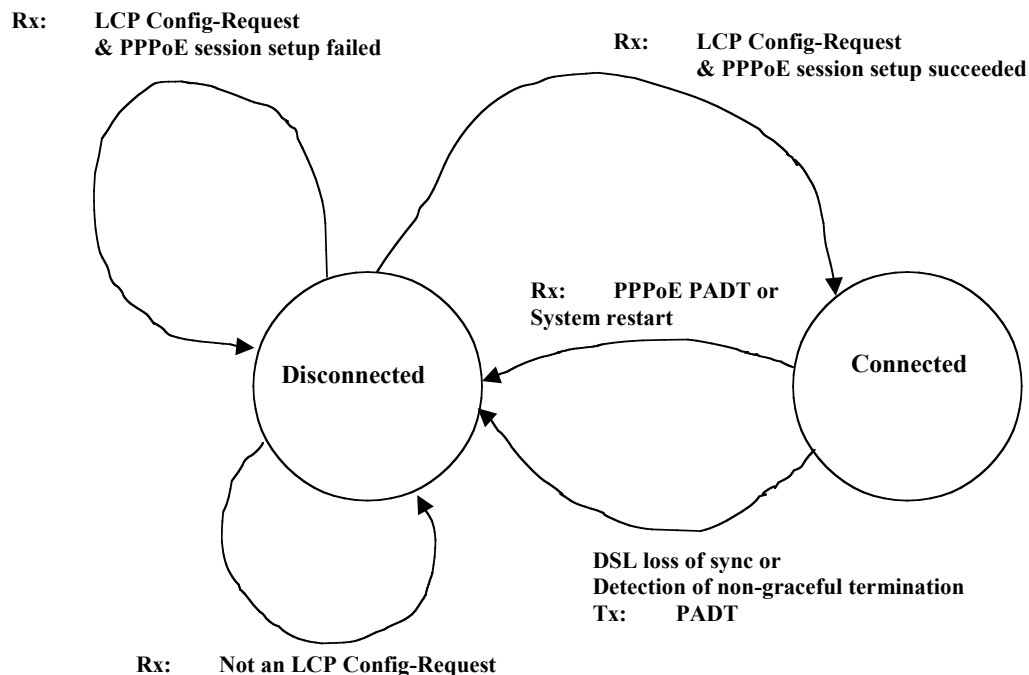 Rx: LCP Config-Request
& PPPoE session setup failed
Rx: LCP Config-Request
& PPPoE session setup succeeded
Rx: PPPoE PADT or
System restart
Disconnected
Connected
DSL loss of sync or
Detection of non-graceful termination
Tx: PADT
Rx: Not an LCP Config-Request